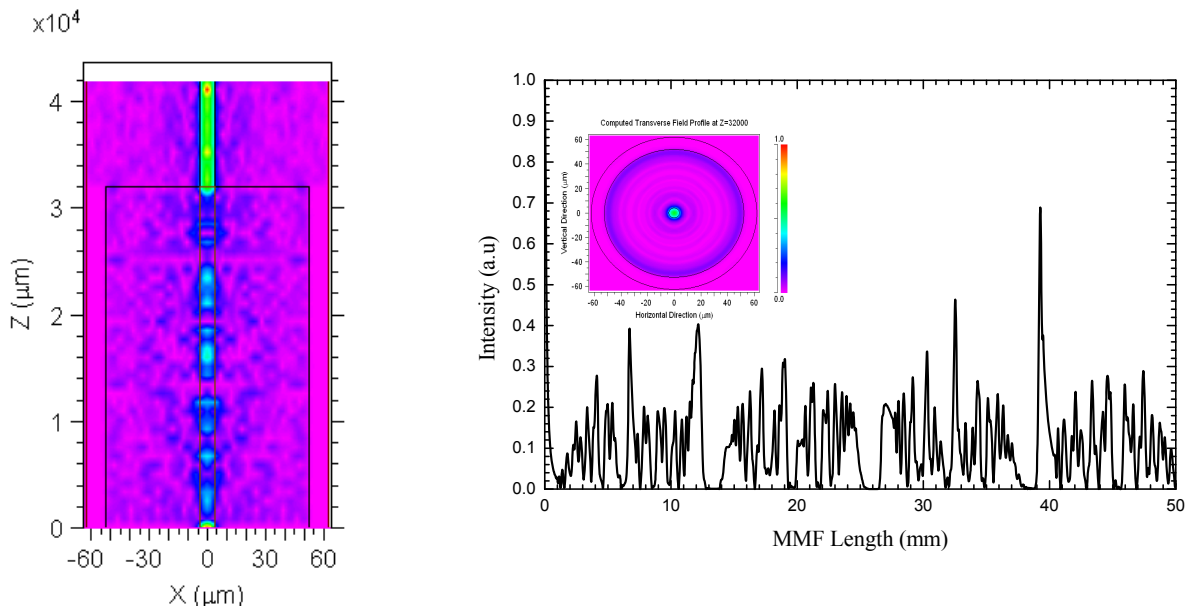 x10⁴
4
3
2
1
0
Z (μm)
-60 -30 0 30 60
X (μm)
1.0
0.9
0.8
0.7
0.6
0.5
0.4
0.3
0.2
0.1
0.0
Intensity (a.u)
0 10 20 30 40 50
MMF Length (mm)
Computed Transverse Field Profile at Z=32000
60
40
20
0
-20
-40
-60
Vertical Direction (μm)
-60 -40 -20 0 20 40 60
Horizontal Direction (μm)
1.0
0.0